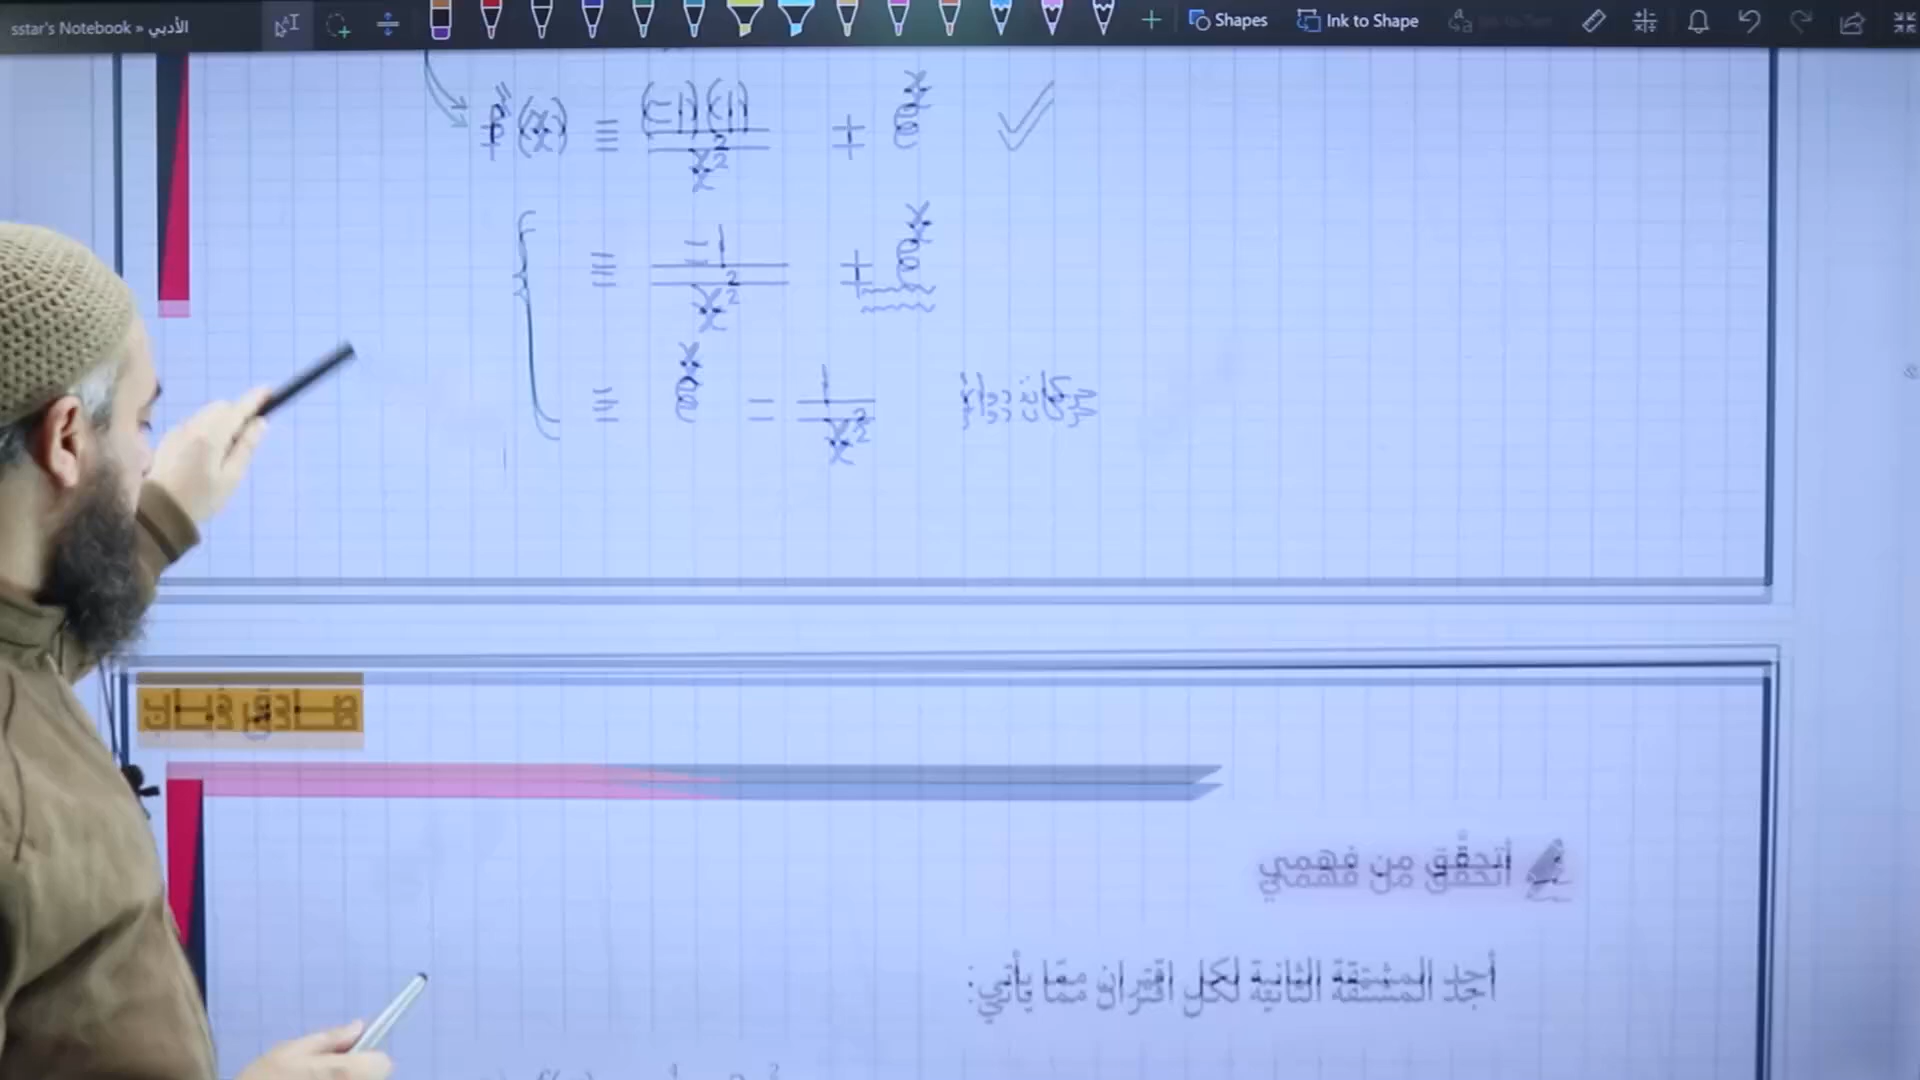 sstar's Notebook » الأدبي
Shapes
Ink to Shape
f''(x) = (-1)(1) / x² + eˣ
= -1 / x² + eˣ
= eˣ - 1 / x²
أتحقق من فهمي
أجد المشتقة الثانية لكل اقتران مما يأتي: